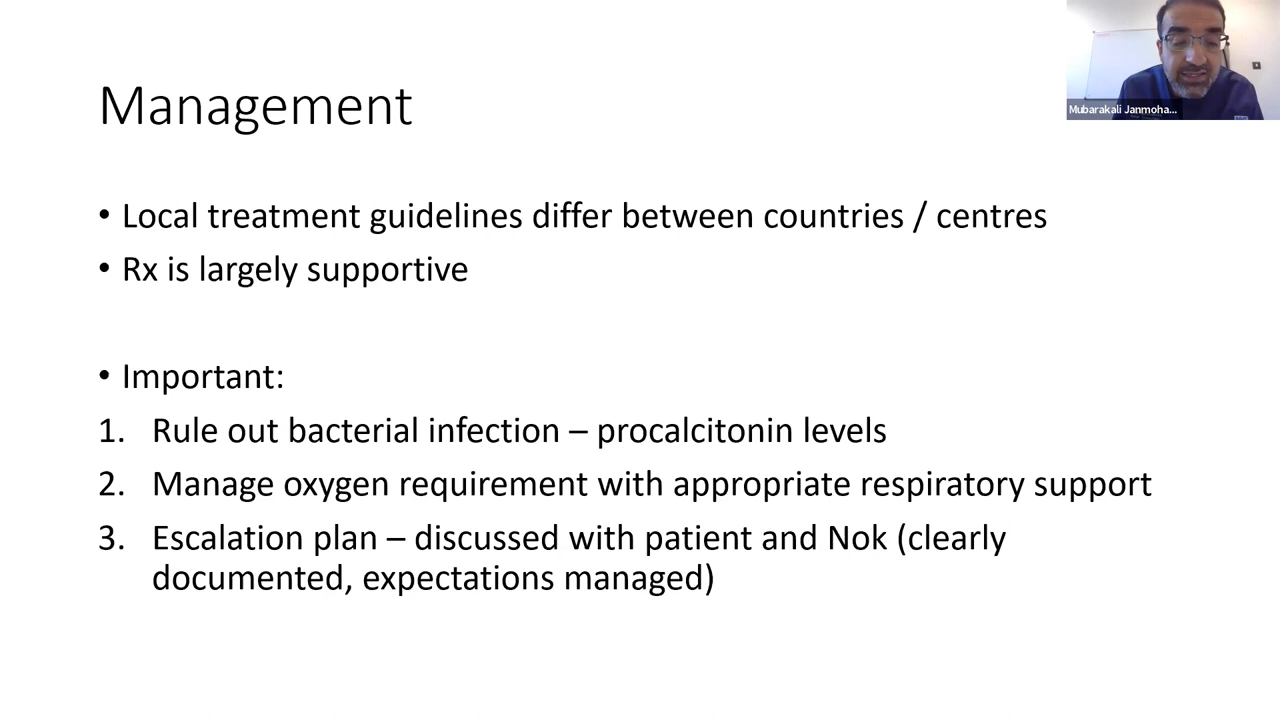 Management
Mubarakali Janmoha...
• Local treatment guidelines differ between countries / centres
• Rx is largely supportive
• Important:
1. Rule out bacterial infection – procalcitonin levels
2. Manage oxygen requirement with appropriate respiratory support
3. Escalation plan – discussed with patient and Nok (clearly
documented, expectations managed)